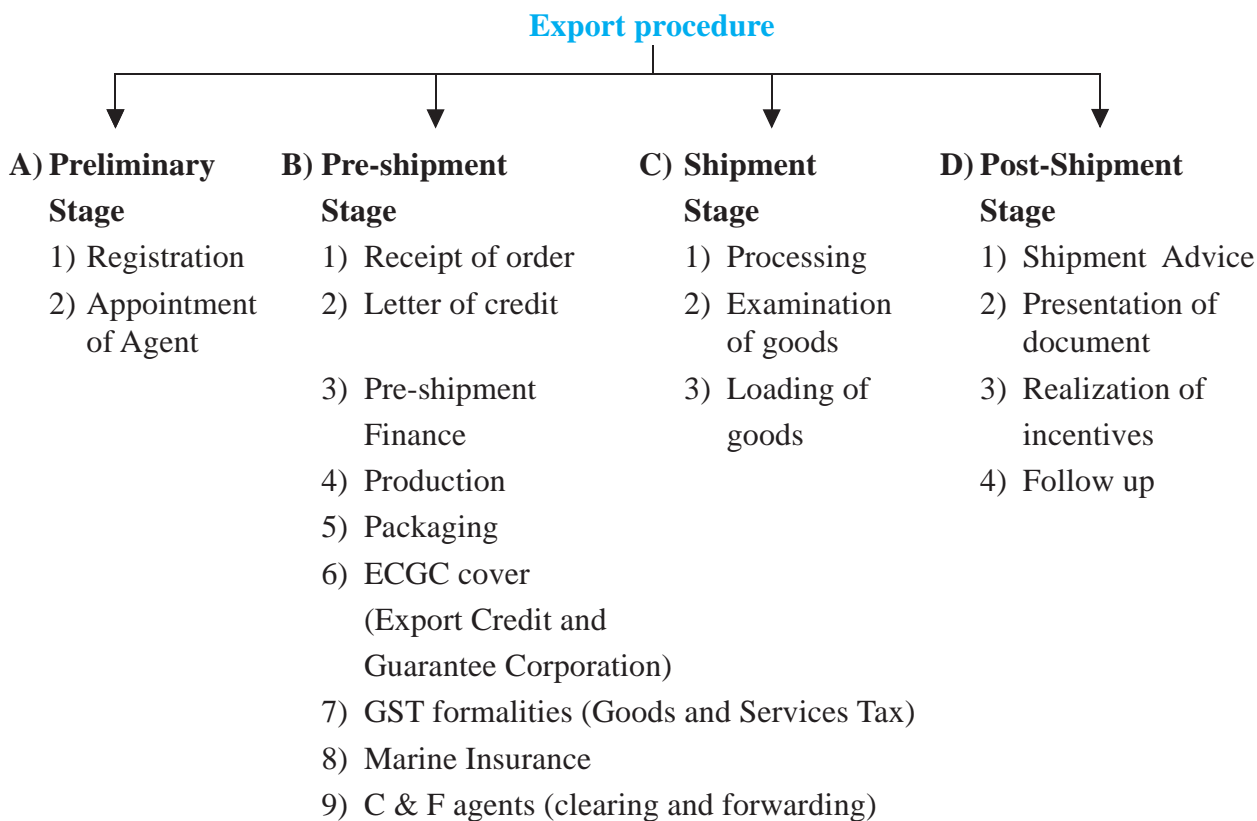 Export procedure
A) Preliminary
Stage
1) Registration
2) Appointment
of Agent
B) Pre-shipment
Stage
1) Receipt of order
2) Letter of credit
3) Pre-shipment
Finance
4) Production
5) Packaging
6) ECGC cover
(Export Credit and
Guarantee Corporation)
7) GST formalities (Goods and Services Tax)
8) Marine Insurance
9) C & F agents (clearing and forwarding)
C) Shipment
Stage
1) Processing
2) Examination
of goods
3) Loading of
goods
D) Post-Shipment
Stage
1) Shipment Advice
2) Presentation of
document
3) Realization of
incentives
4) Follow up